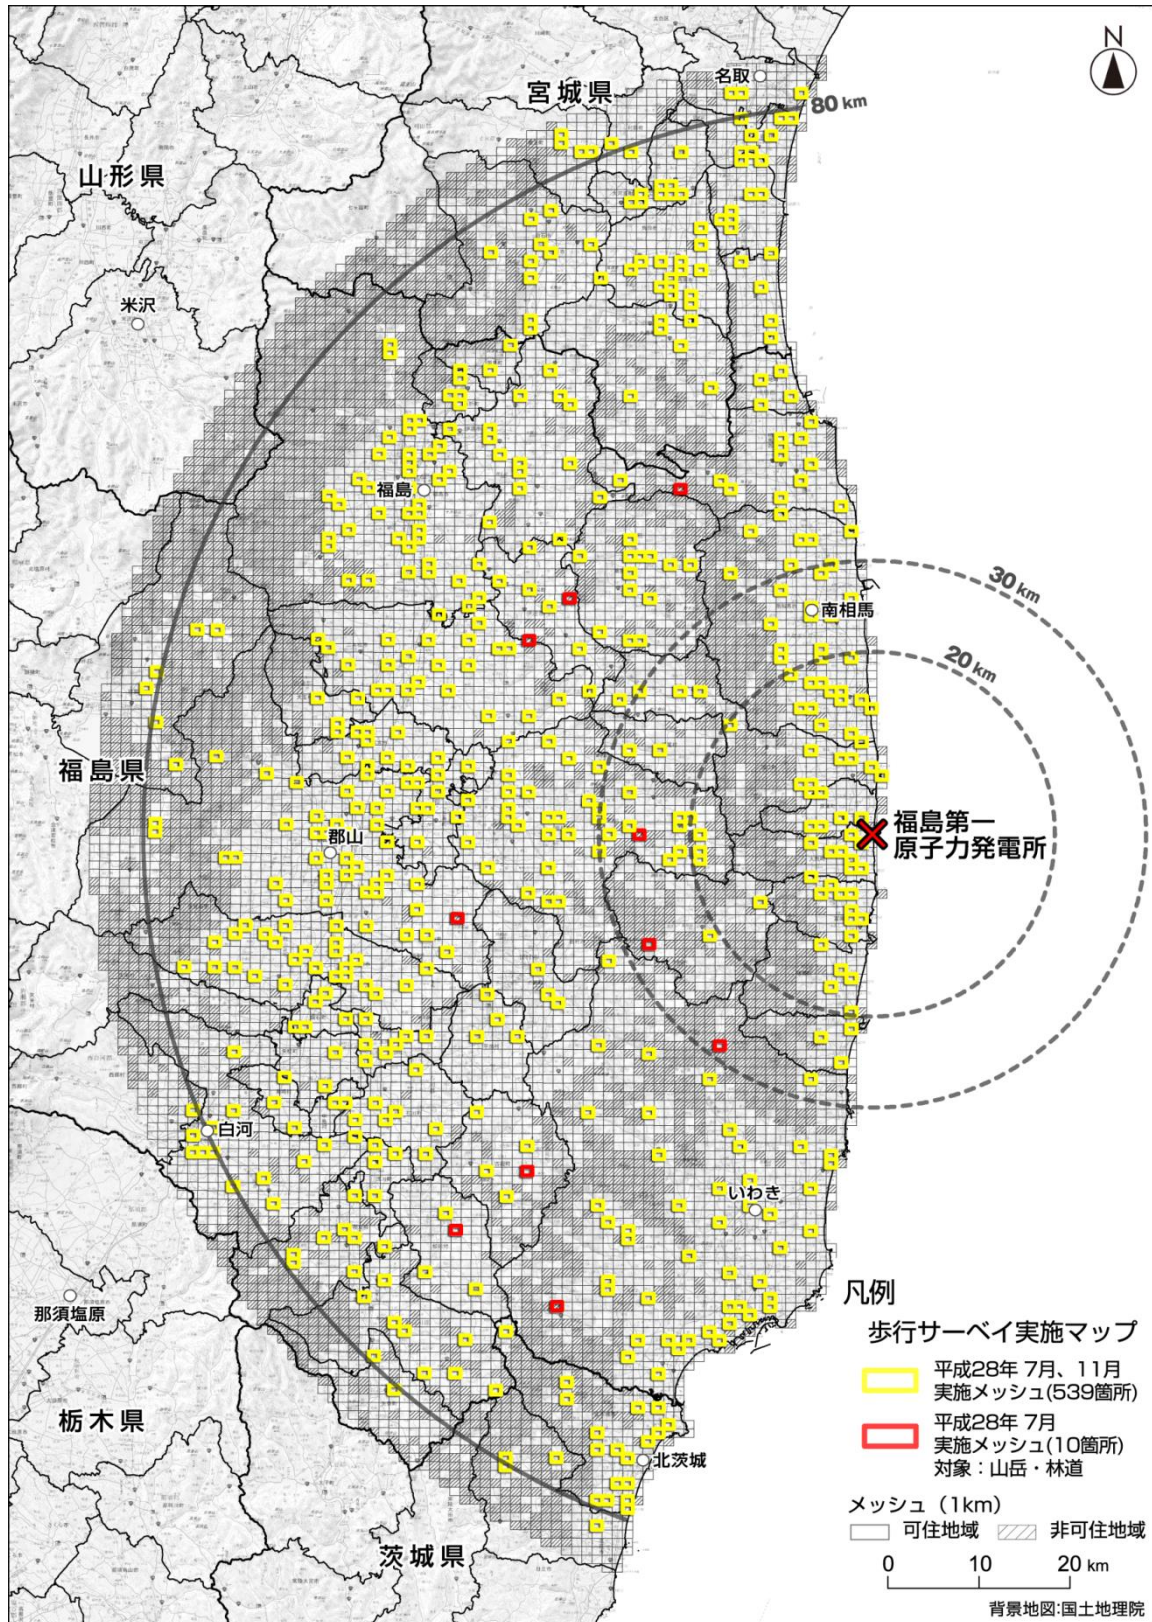 N
名取
宮城県
80 km
山形県
米沢
福島
30 km
南相馬
20 km
福島県
福島第一
原子力発電所
郡山
白河
いわき
那須塩原
凡例
歩行サーベイ実施マップ
平成28年 7月、11月
実施メッシュ(539箇所)
平成28年 7月
実施メッシュ(10箇所)
対象：山岳・林道
栃木県
北茨城
メッシュ（1km）
可住地域
非可住地域
茨城県
0 10 20 km
背景地図:国土地理院